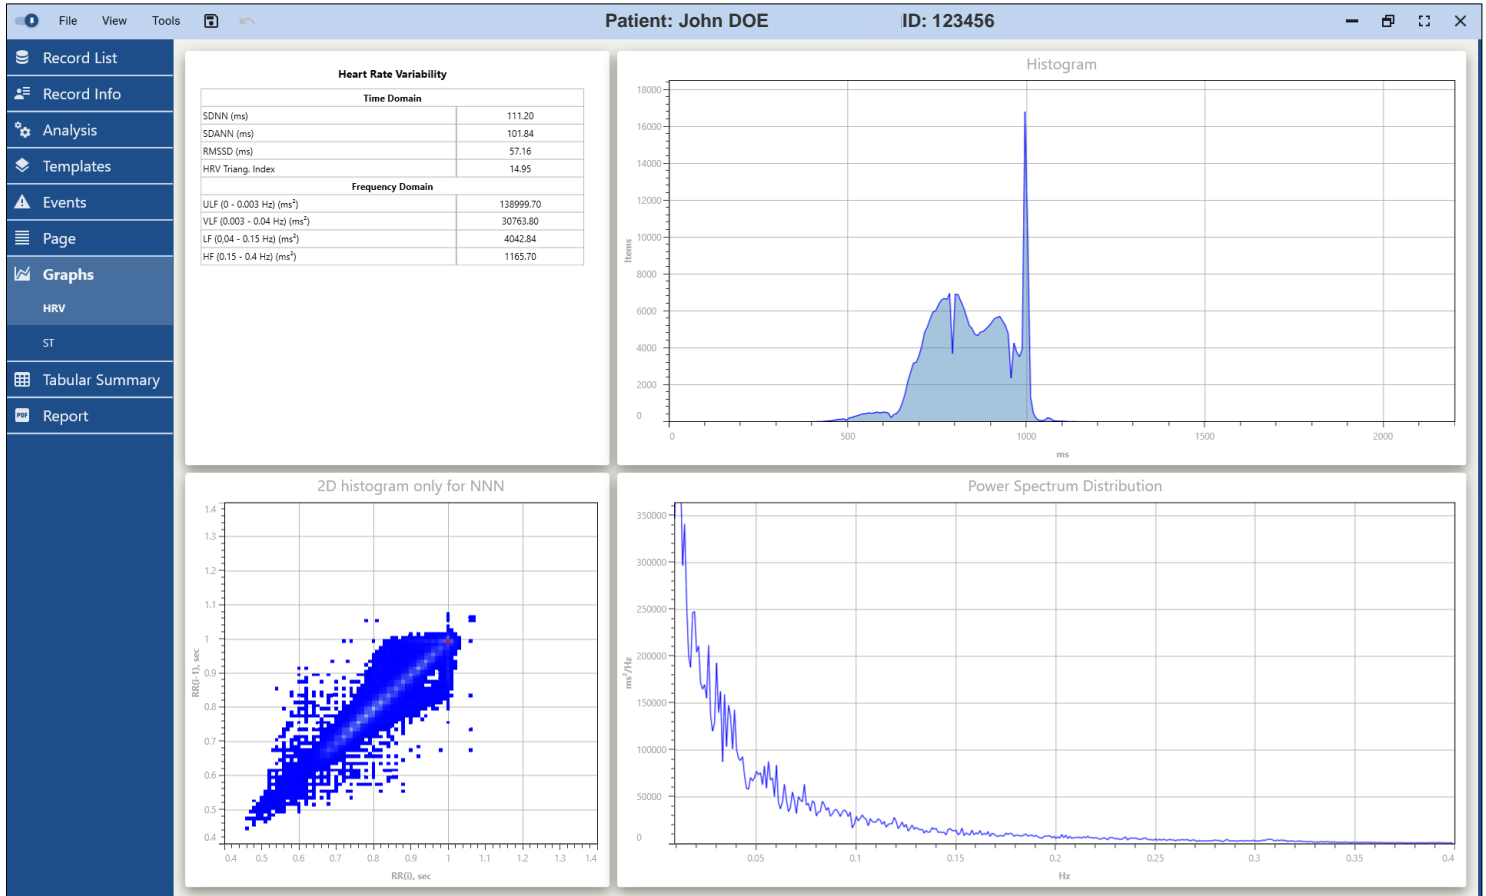 File View Tools
Patient: John DOE ID: 123456
Record List
Record Info
Analysis
Templates
Events
Page
Graphs
HRV
ST
Tabular Summary
PDF Report
Heart Rate Variability
Time Domain
SDNN (ms) 111.20
SDANN (ms) 101.84
RMSSD (ms) 57.16
HRV Triang. Index 14.95
Frequency Domain
ULF (0 - 0.003 Hz) (ms²) 138999.70
VLF (0.003 - 0.04 Hz) (ms²) 30763.80
LF (0,04 - 0.15 Hz) (ms²) 4042.84
HF (0.15 - 0.4 Hz) (ms²) 1165.70
Histogram
18000
16000
14000
12000
10000
8000
6000
4000
2000
0
Items
0 500 1000 1500 2000
ms
2D histogram only for NNN
1.4
1.3
1.2
1.1
1
0.9
0.8
0.7
0.6
0.5
0.4
RR(i-1), sec
0.4 0.5 0.6 0.7 0.8 0.9 1 1.1 1.2 1.3 1.4
RR(i), sec
Power Spectrum Distribution
350000
300000
250000
200000
150000
100000
50000
0
ms²/Hz
0.05 0.1 0.15 0.2 0.25 0.3 0.35 0.4
Hz